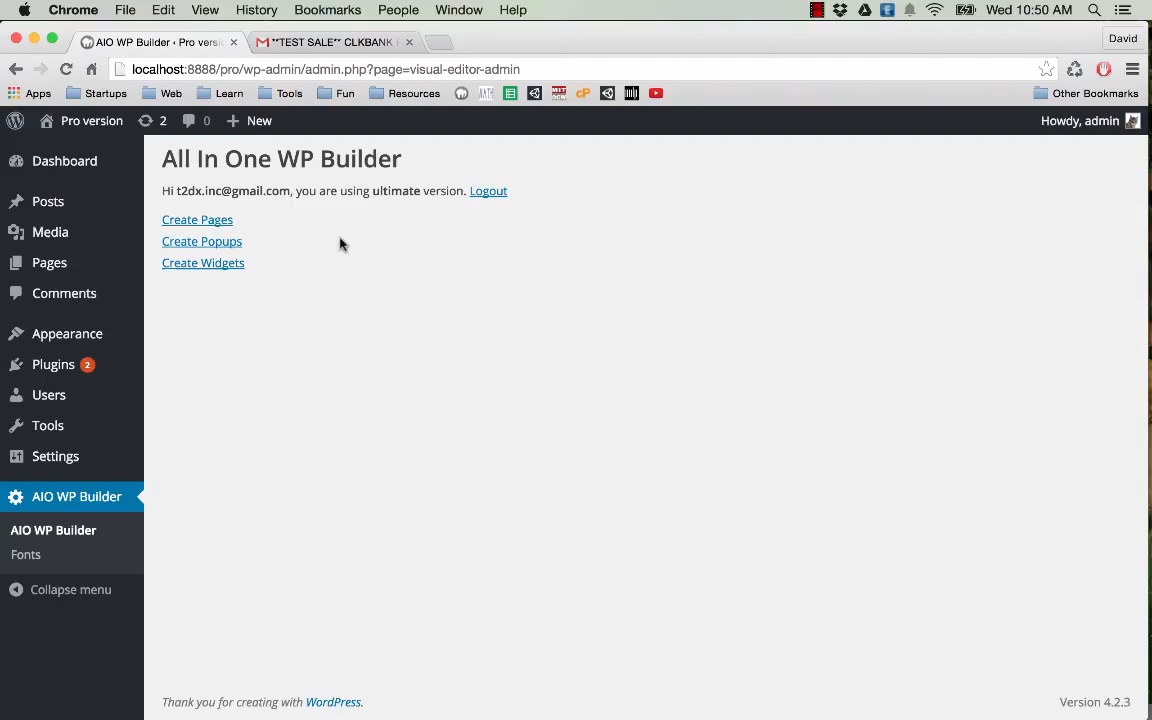 Chrome File Edit View History Bookmarks People Window Help Wed 10:50 AM
AIO WP Builder ‹ Pro versi **TEST SALE** CLKBANK David
localhost:8888/pro/wp-admin/admin.php?page=visual-editor-admin
Apps Startups Web Learn Tools Fun Resources Other Bookmarks
Pro version 2 0 New Howdy, admin
Dashboard
Posts
Media
Pages
Comments
Appearance
Plugins 2
Users
Tools
Settings
AIO WP Builder
AIO WP Builder
Fonts
Collapse menu
All In One WP Builder
Hi t2dx.inc@gmail.com, you are using ultimate version. Logout
Create Pages
Create Popups
Create Widgets
Thank you for creating with WordPress. Version 4.2.3